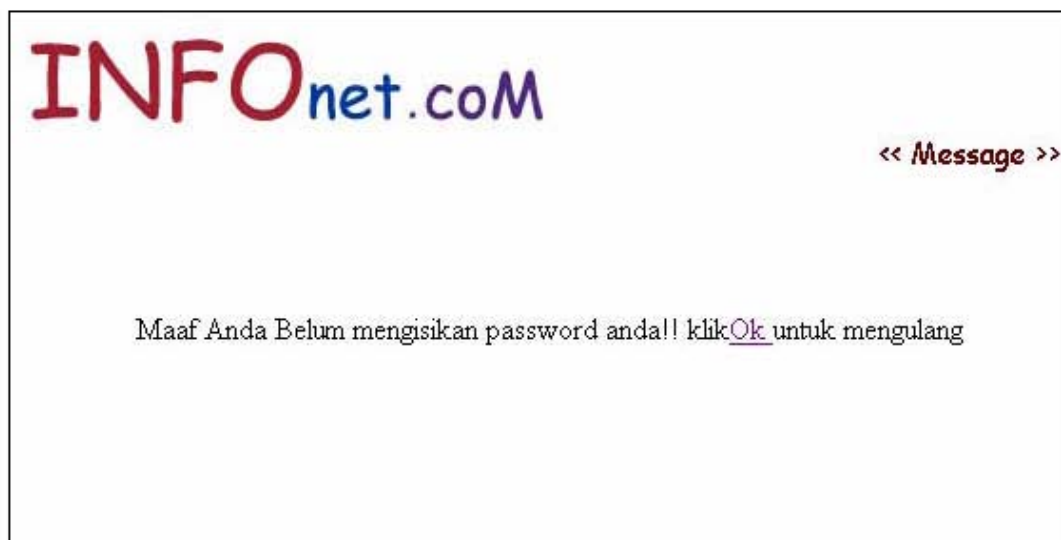 INFOnet.coM
<< Message >>
Maaf Anda Belum mengisikan password anda!! klikOk untuk mengulang